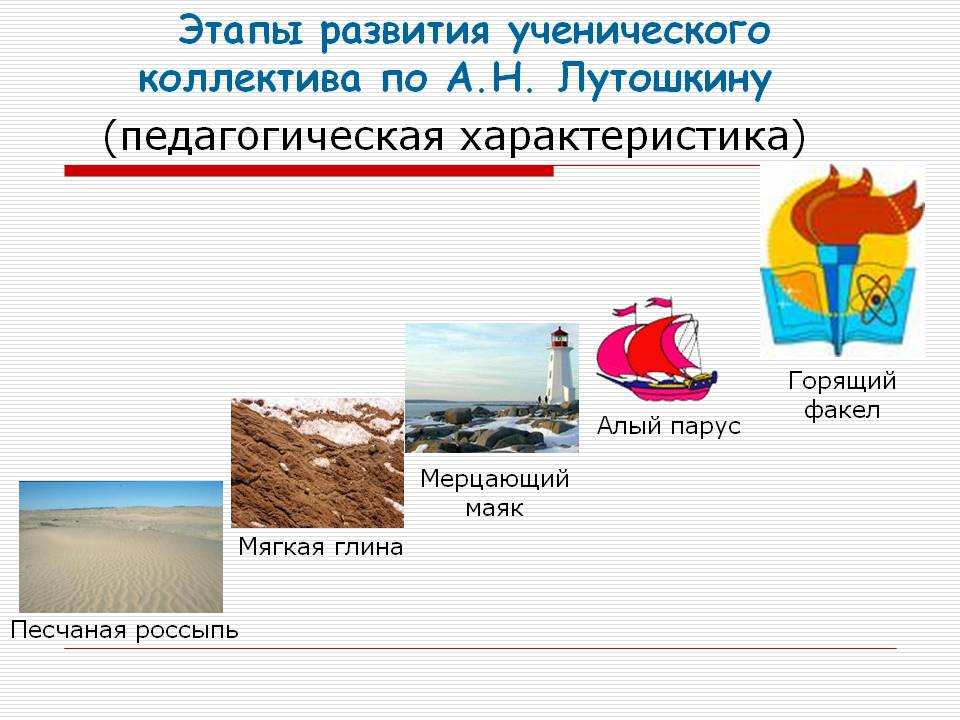 Этапы развития ученического
коллектива по А.Н. Лутошкину
(педагогическая характеристика)
Горящий
факел
Алый парус
Мерцающий
маяк
Мягкая глина
Песчаная россыпь